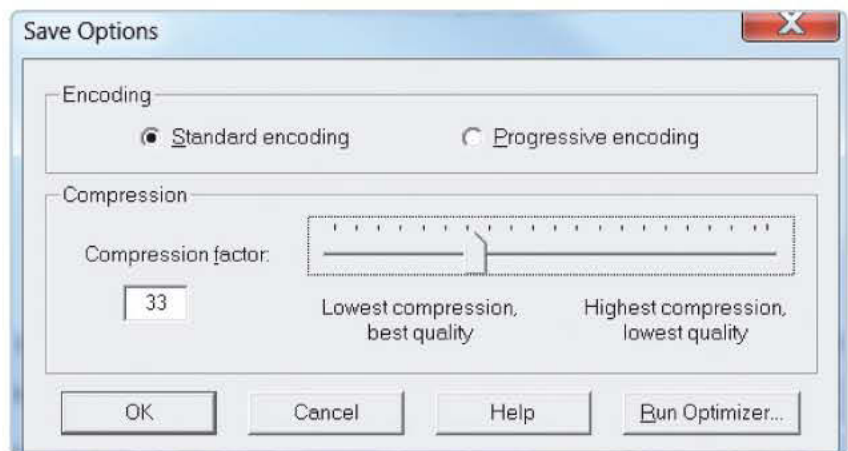 Save Options
X
Encoding
Standard encoding Progressive encoding
Compression
Compression factor:
33
Lowest compression, Highest compression,
best quality lowest quality
OK Cancel Help Run Optimizer...